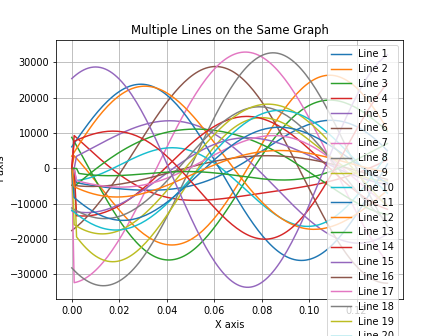 Multiple Lines on the Same Graph
30000
20000
10000
0
−10000
−20000
−30000
0.00
0.02
0.04
0.06
0.08
0.10
X axis
Line 1
Line 2
Line 3
Line 4
Line 5
Line 6
Line 7
Line 8
Line 9
Line 10
Line 11
Line 12
Line 13
Line 14
Line 15
Line 16
Line 17
Line 18
Line 19
Line 20